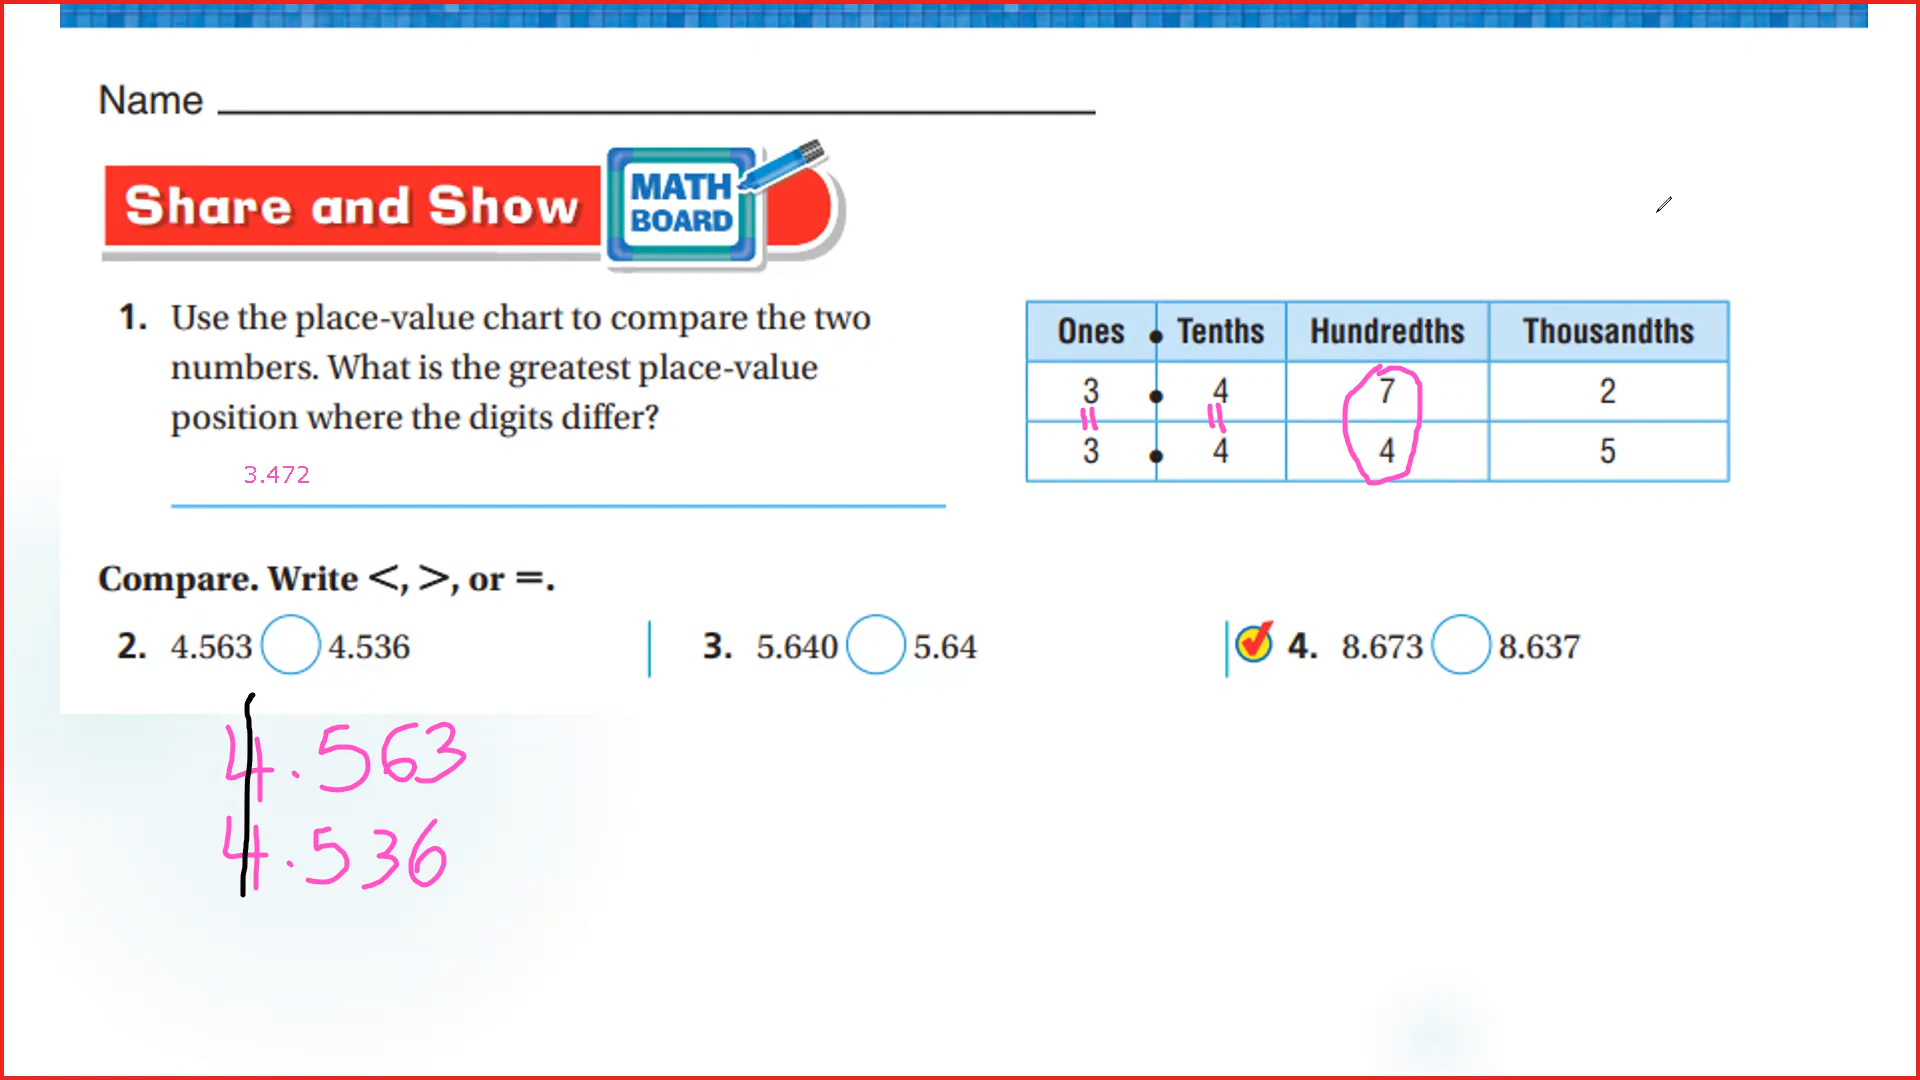 Name
Share and Show
MATH
BOARD
1. Use the place-value chart to compare the two
numbers. What is the greatest place-value
position where the digits differ?
3.472
Ones • Tenths Hundredths Thousandths
3 • 4 7 2
3 • 4 4 5
Compare. Write <, >, or =.
2. 4.563 4.536
3. 5.640 5.64
4. 8.673 8.637
4.563
4.536